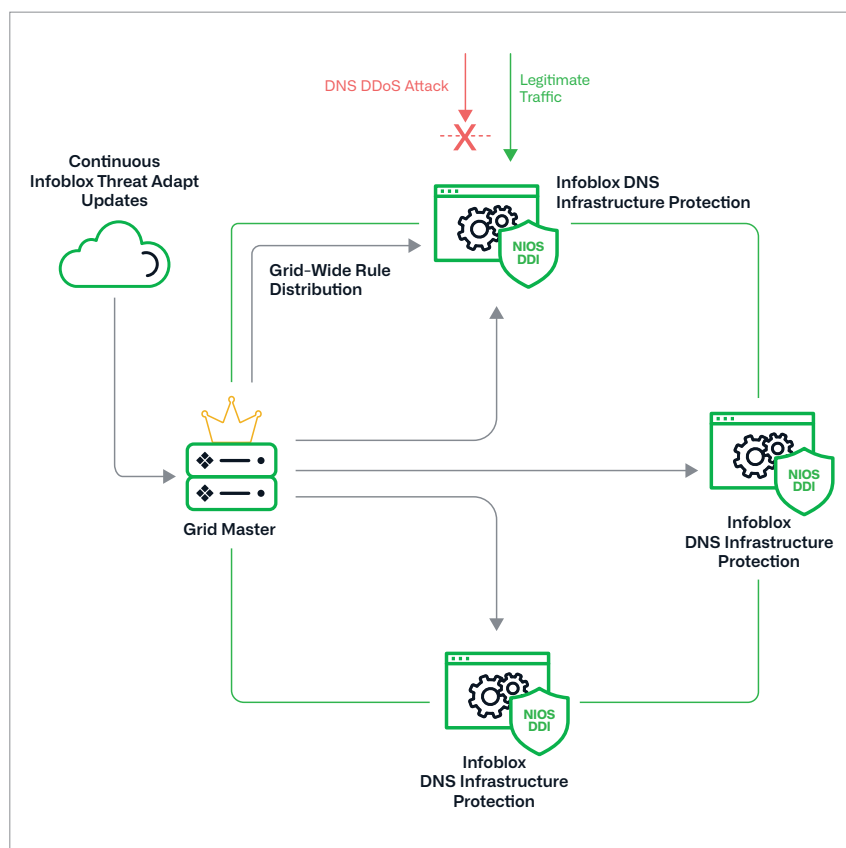 DNS DDoS Attack
Legitimate
Traffic
X
Continuous
Infoblox Threat Adapt
Updates
Infoblox DNS
Infrastructure Protection
NIOS
DDI
Grid-Wide Rule
Distribution
Grid Master
NIOS
DDI
Infoblox
DNS Infrastructure
Protection
NIOS
DDI
Infoblox
DNS Infrastructure
Protection